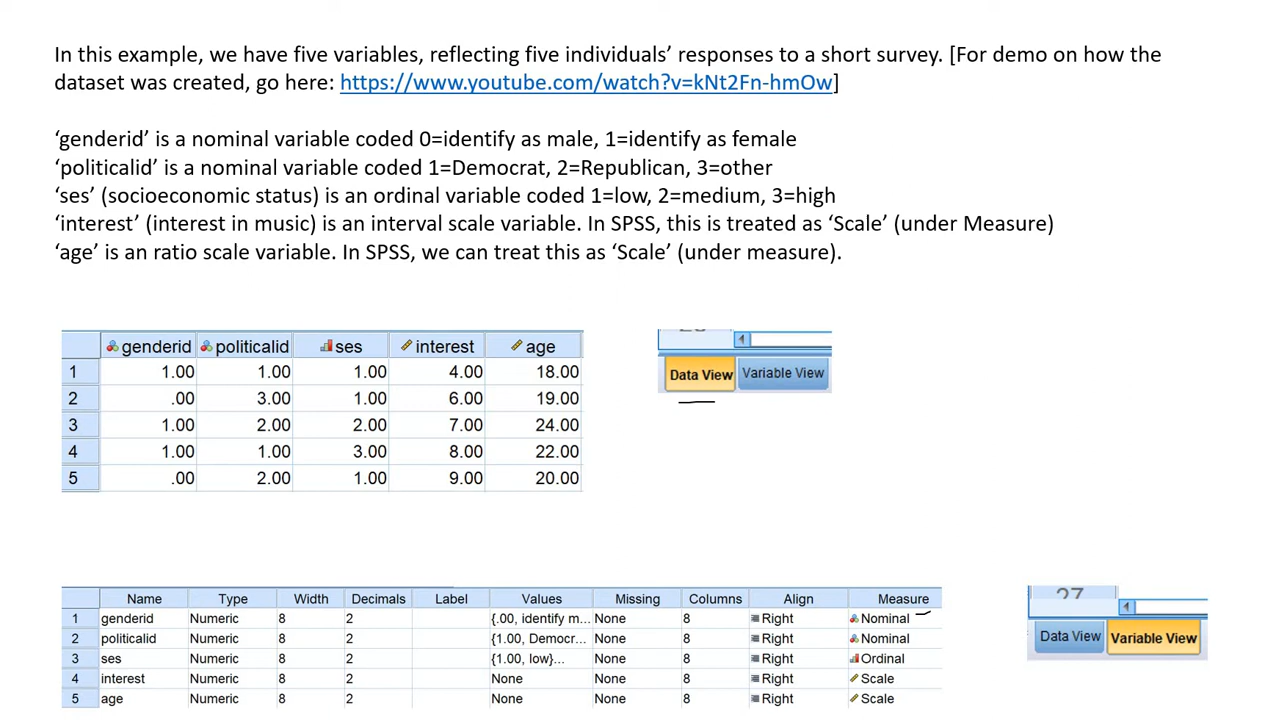 In this example, we have five variables, reflecting five individuals’ responses to a short survey. [For demo on how the
dataset was created, go here: https://www.youtube.com/watch?v=kNt2Fn-hmOw]
‘genderid’ is a nominal variable coded 0=identify as male, 1=identify as female
‘politicalid’ is a nominal variable coded 1=Democrat, 2=Republican, 3=other
‘ses’ (socioeconomic status) is an ordinal variable coded 1=low, 2=medium, 3=high
‘interest’ (interest in music) is an interval scale variable. In SPSS, this is treated as ‘Scale’ (under Measure)
‘age’ is an ratio scale variable. In SPSS, we can treat this as ‘Scale’ (under measure).
genderid politicalid ses interest age
1 1.00 1.00 1.00 4.00 18.00
2 .00 3.00 1.00 6.00 19.00
3 1.00 2.00 2.00 7.00 24.00
4 1.00 1.00 3.00 8.00 22.00
5 .00 2.00 1.00 9.00 20.00
Data View Variable View
Name Type Width Decimals Label Values Missing Columns Align Measure
1 genderid Numeric 8 2 {.00, identify m... None 8 Right Nominal
2 politicalid Numeric 8 2 {1.00, Democr... None 8 Right Nominal
3 ses Numeric 8 2 {1.00, low}... None 8 Right Ordinal
4 interest Numeric 8 2 None None 8 Right Scale
5 age Numeric 8 2 None None 8 Right Scale
27
Data View Variable View